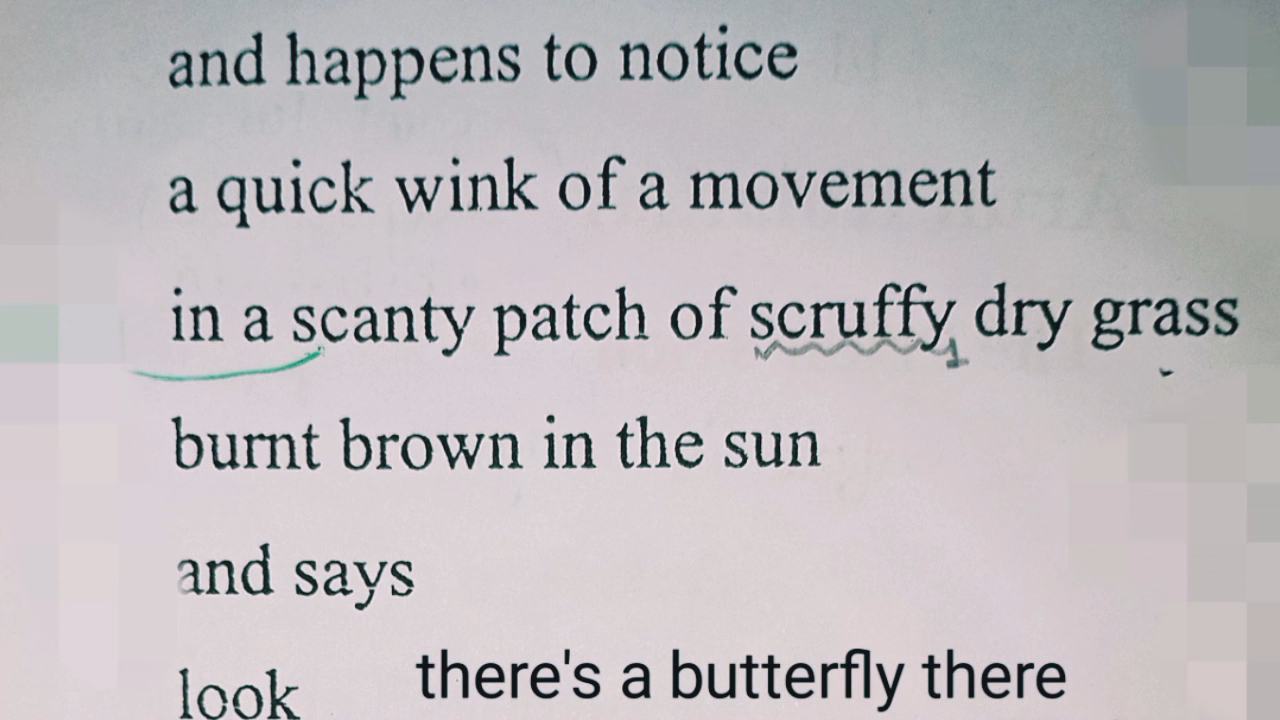 and happens to notice
a quick wink of a movement
in a scanty patch of scruffy dry grass
burnt brown in the sun
and says
look there's a butterfly there